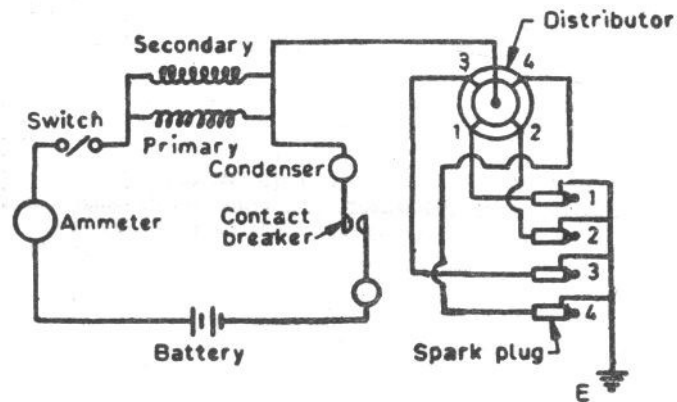 Distributor
Secondary
3 4
Switch
Primary
1 2
Condenser
Ammeter
Contact
breaker
1
2
3
4
Battery
Spark plug
E